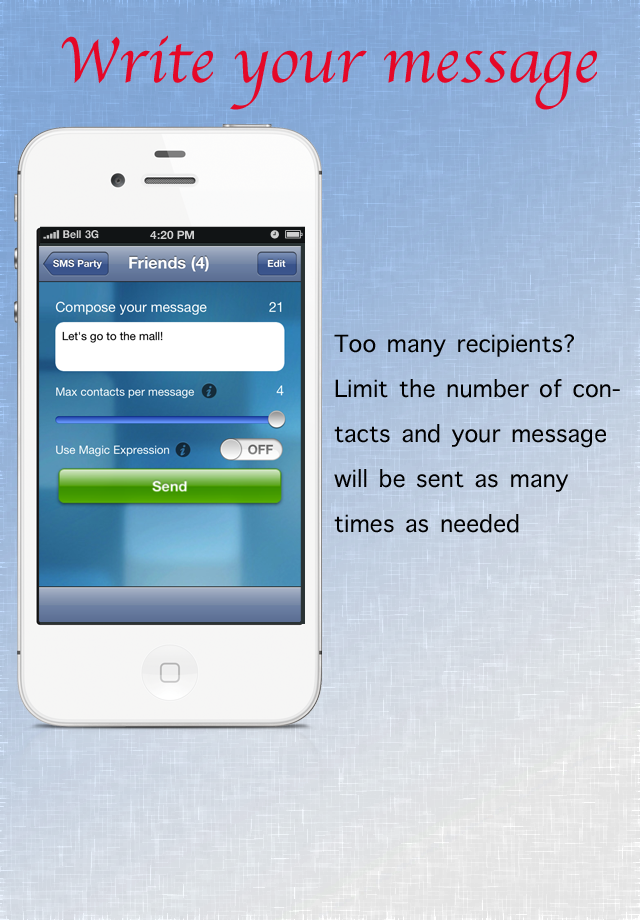 Write your message
Bell 3G 4:20 PM
SMS Party Friends (4) Edit
Compose your message 21
Let's go to the mall!
Max contacts per message i 4
Use Magic Expression i OFF
Send
Too many recipients?
Limit the number of con-
tacts and your message
will be sent as many
times as needed